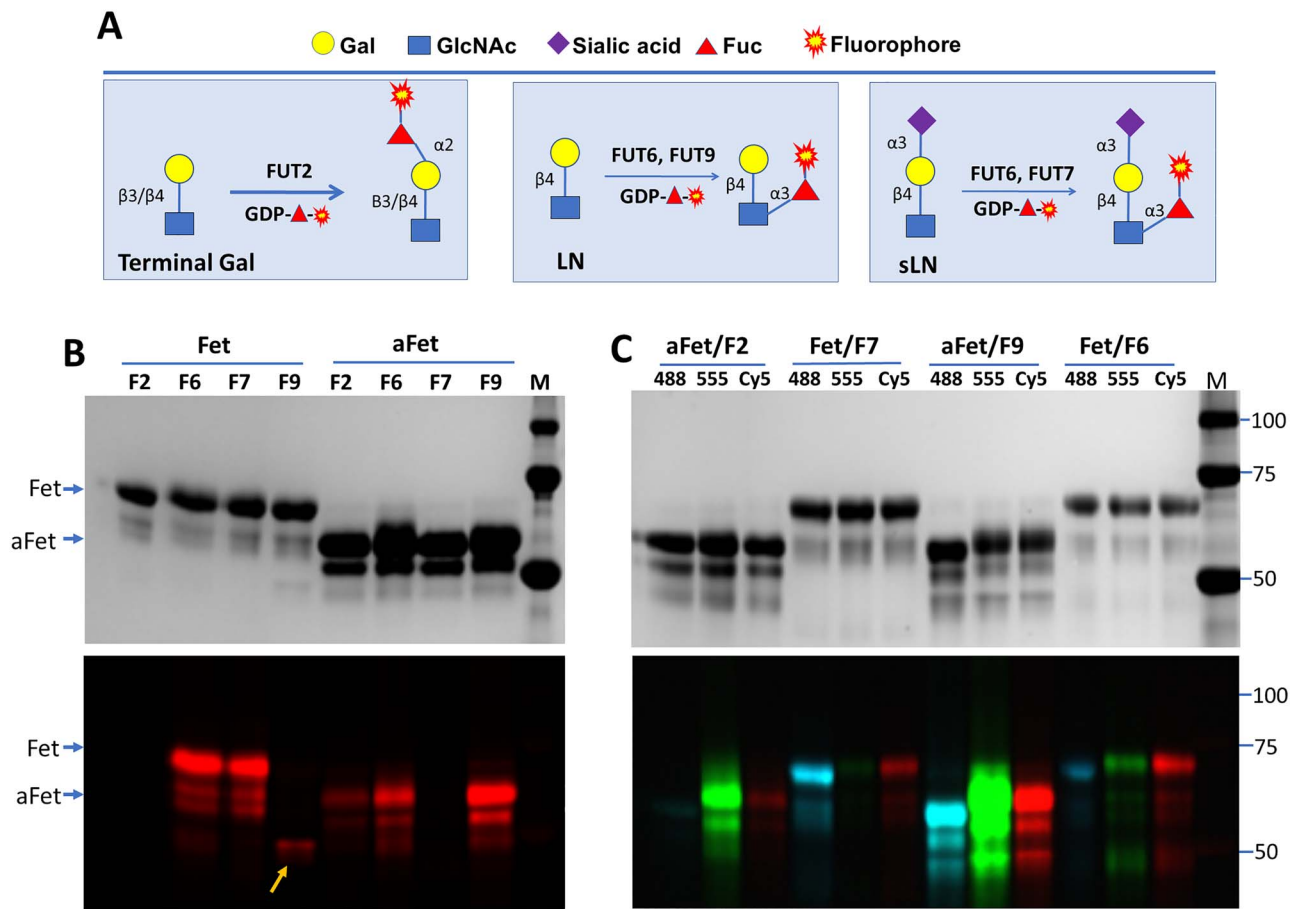 A
Gal GlcNAc Sialic acid Fuc Fluorophore
α2
β3/β4 FUT2 B3/β4
GDP-
Terminal Gal
FUT6, FUT9
β4 β4 α3
GDP-
LN
α3 α3
FUT6, FUT7
β4 β4 α3
GDP-
sLN
B
Fet aFet
F2 F6 F7 F9 F2 F6 F7 F9 M
Fet
aFet
Fet
aFet
C
aFet/F2 Fet/F7 aFet/F9 Fet/F6
488 555 Cy5 488 555 Cy5 488 555 Cy5 488 555 Cy5 M
100
75
50
100
75
50